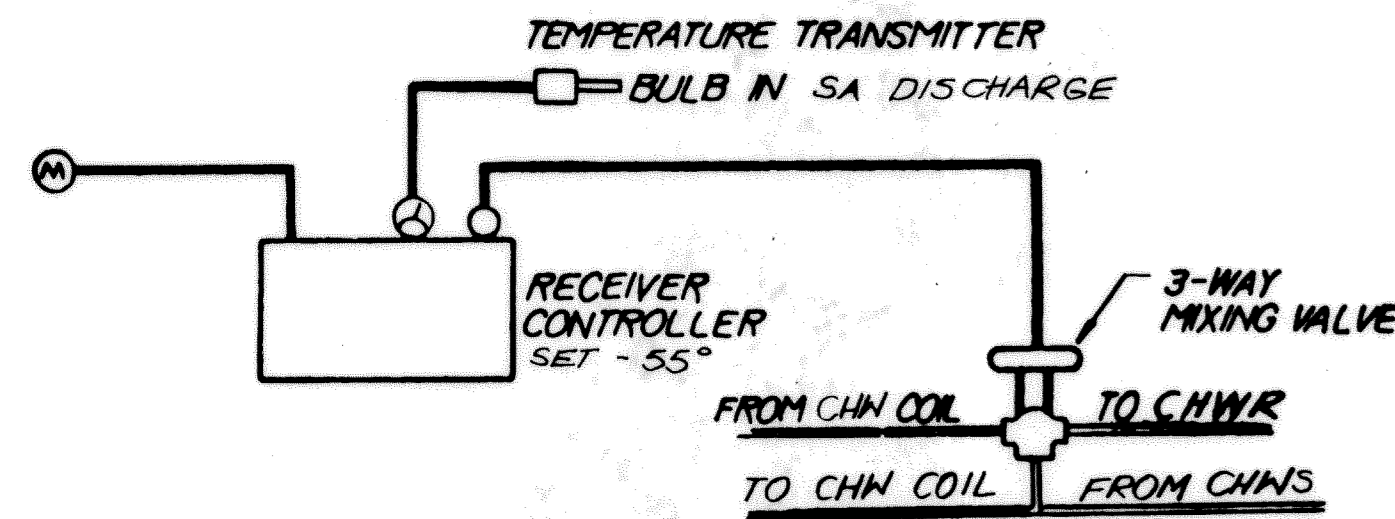 TEMPERATURE TRANSMITTER
BULB IN SA DISCHARGE
M
RECEIVER
CONTROLLER
SET - 55°
3-WAY
MIXING VALVE
FROM CHW COIL
TO CHWR
TO CHW COIL
FROM CHWS